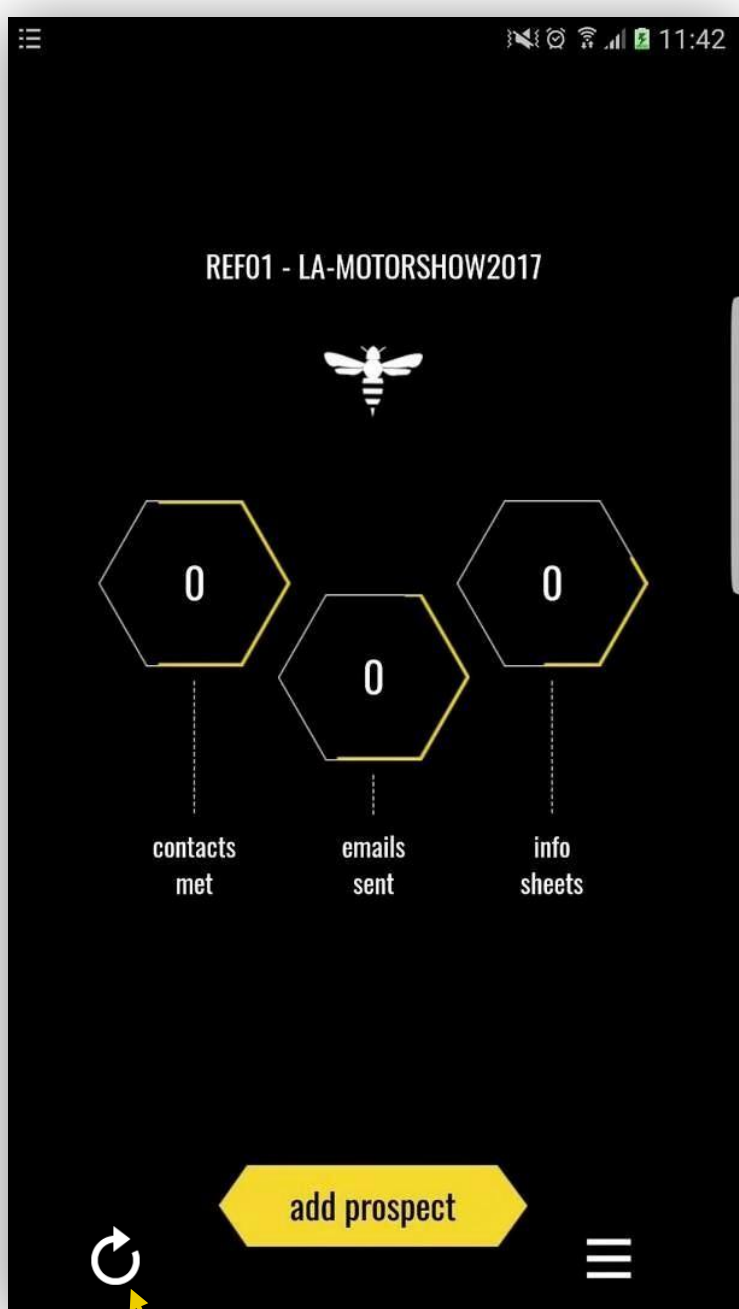 11:42
REF01 - LA-MOTORSHOW2017
0
0
0
contacts
met
emails
sent
info
sheets
add prospect